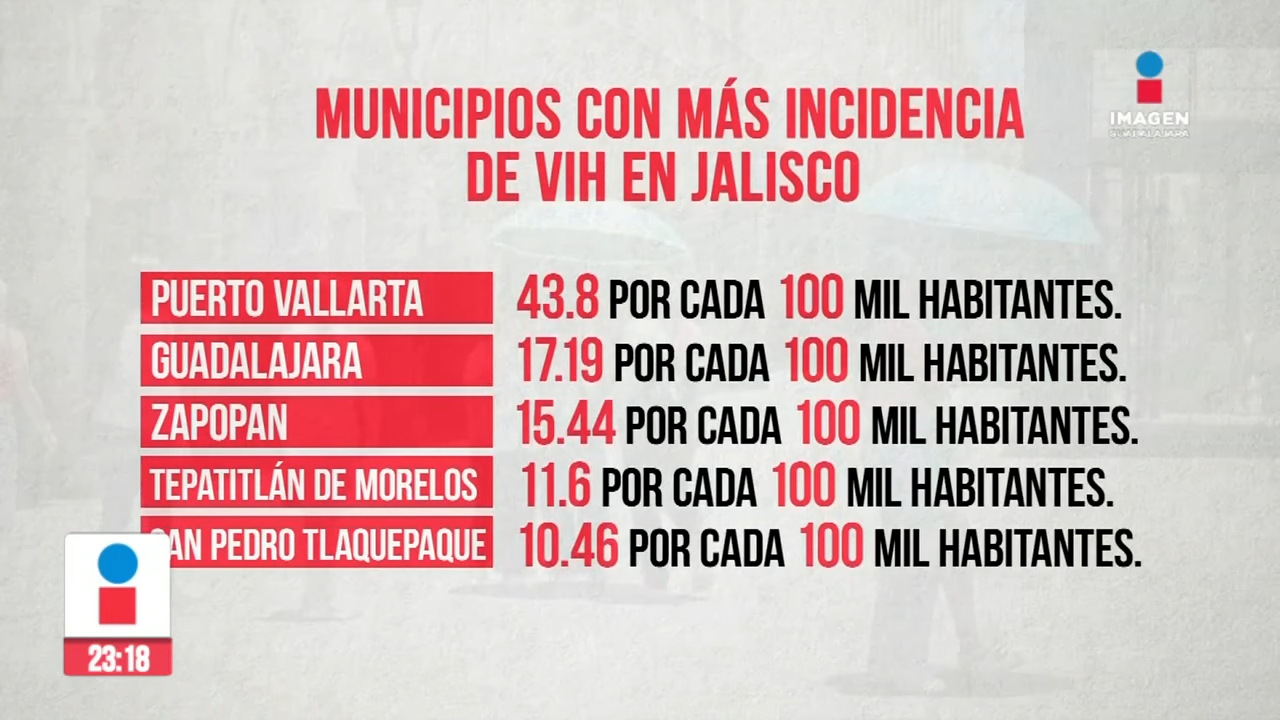 MUNICIPIOS CON MÁS INCIDENCIA
DE VIH EN JALISCO
IMAGEN
GUADALAJARA
PUERTO VALLARTA 43.8 POR CADA 100 MIL HABITANTES.
GUADALAJARA 17.19 POR CADA 100 MIL HABITANTES.
ZAPOPAN 15.44 POR CADA 100 MIL HABITANTES.
TEPATITLÁN DE MORELOS 11.6 POR CADA 100 MIL HABITANTES.
AN PEDRO TLAQUEPAQUE 10.46 POR CADA 100 MIL HABITANTES.
23:18